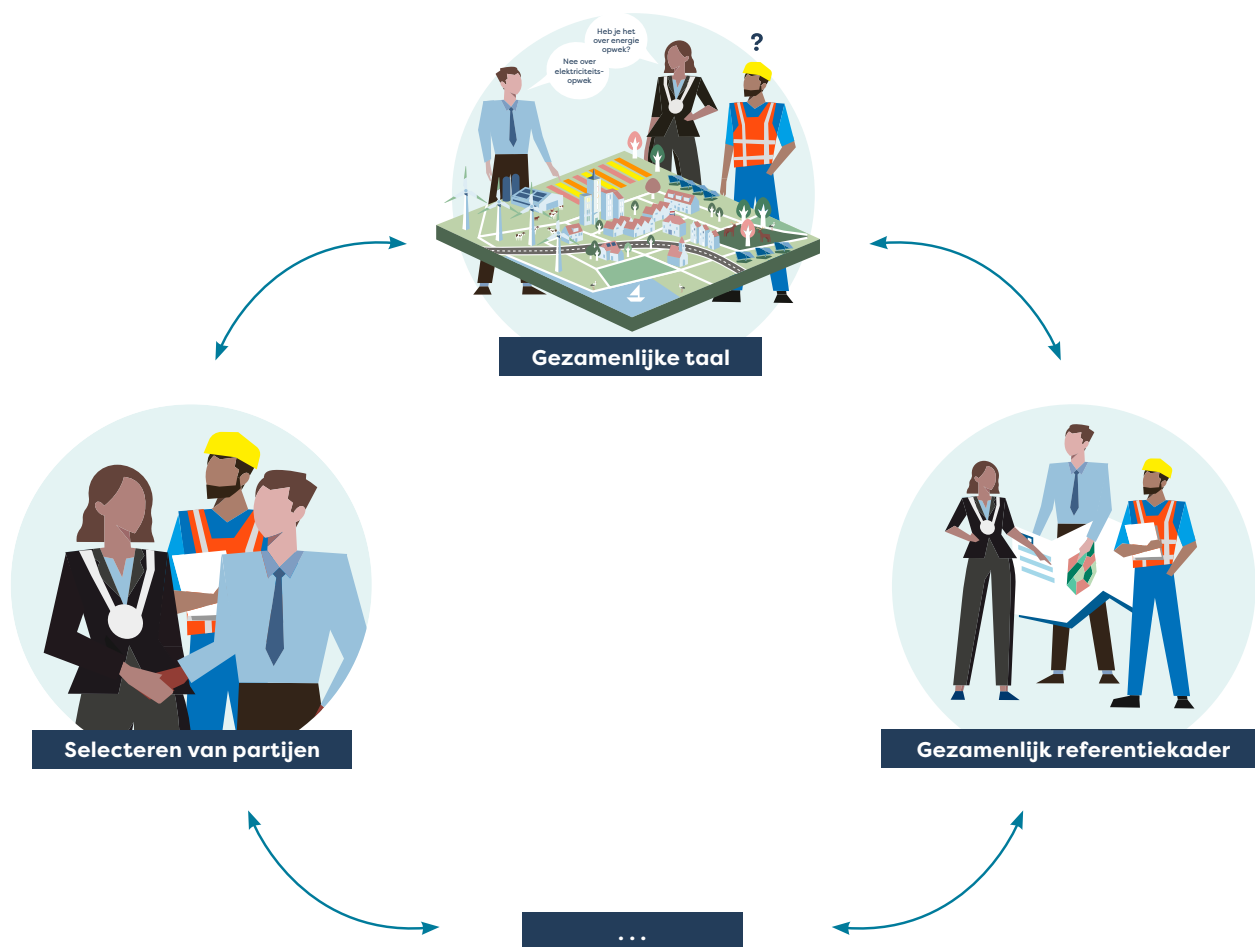 Heb je het
over energie
opwek?
?
Nee over
elektriciteits-
opwek
Gezamenlijke taal
Selecteren van partijen
Gezamenlijk referentiekader
...